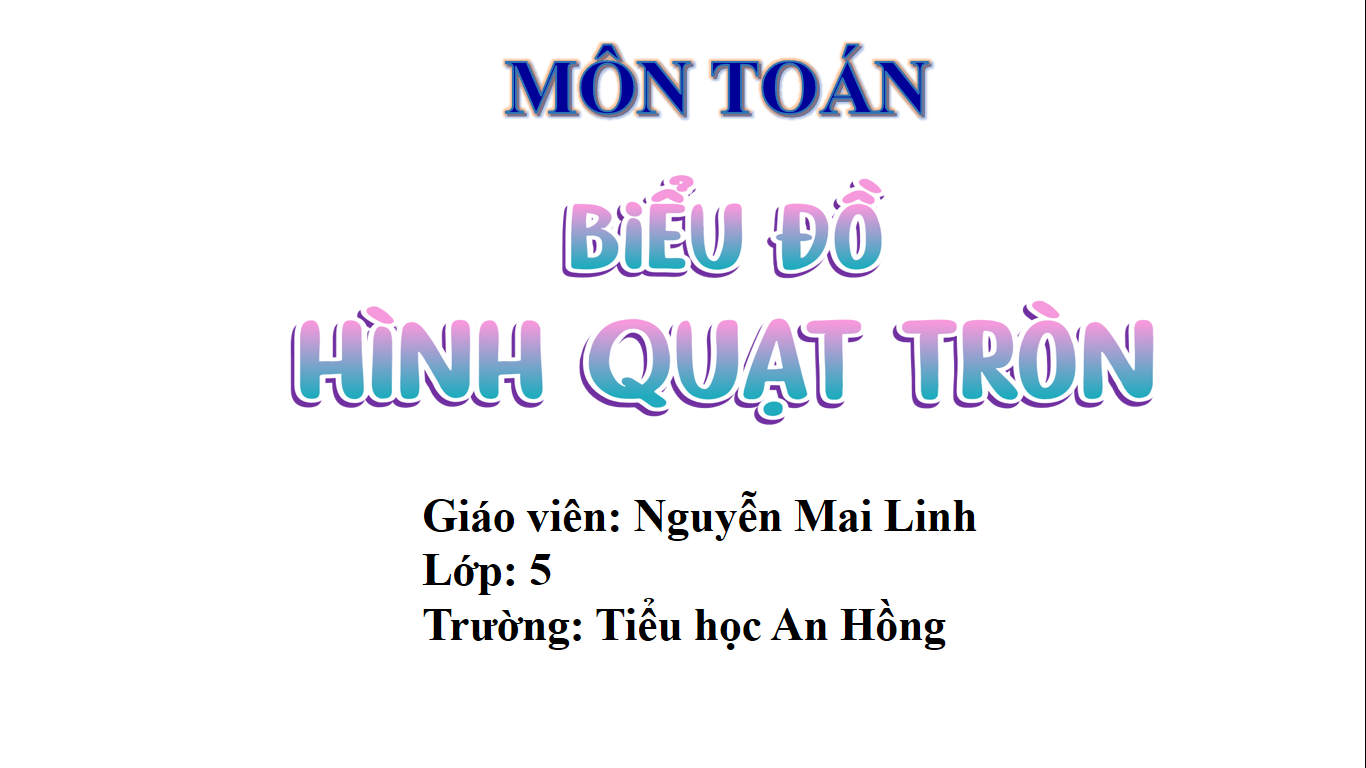 MÔN TOÁN
BiỂU ĐỒ
HÌNH QUẠT TRÒN
Giáo viên: Nguyễn Mai Linh
Lớp: 5
Trường: Tiểu học An Hồng